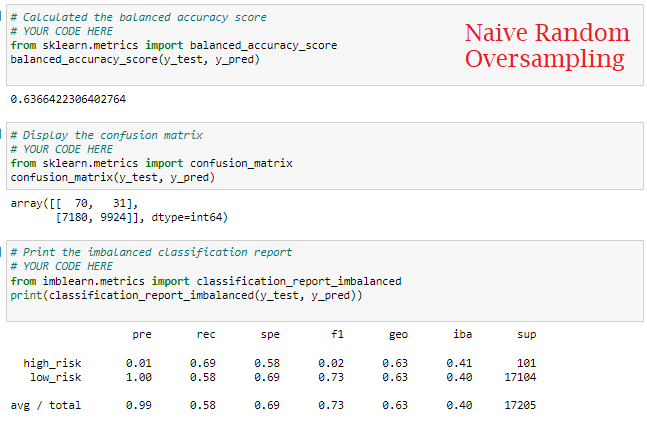 # Calculated the balanced accuracy score
# YOUR CODE HERE
from sklearn.metrics import balanced_accuracy_score
balanced_accuracy_score(y_test, y_pred)
Naive Random
Oversampling
0.6366422306402764
# Display the confusion matrix
# YOUR CODE HERE
from sklearn.metrics import confusion_matrix
confusion_matrix(y_test, y_pred)
array([[  70,   31],
       [7180, 9924]], dtype=int64)
# Print the imbalanced classification report
# YOUR CODE HERE
from imblearn.metrics import classification_report_imbalanced
print(classification_report_imbalanced(y_test, y_pred))
pre rec spe f1 geo iba sup
high_risk 0.01 0.69 0.58 0.02 0.63 0.41 101
low_risk 1.00 0.58 0.69 0.73 0.63 0.40 17104
avg / total 0.99 0.58 0.69 0.73 0.63 0.40 17205